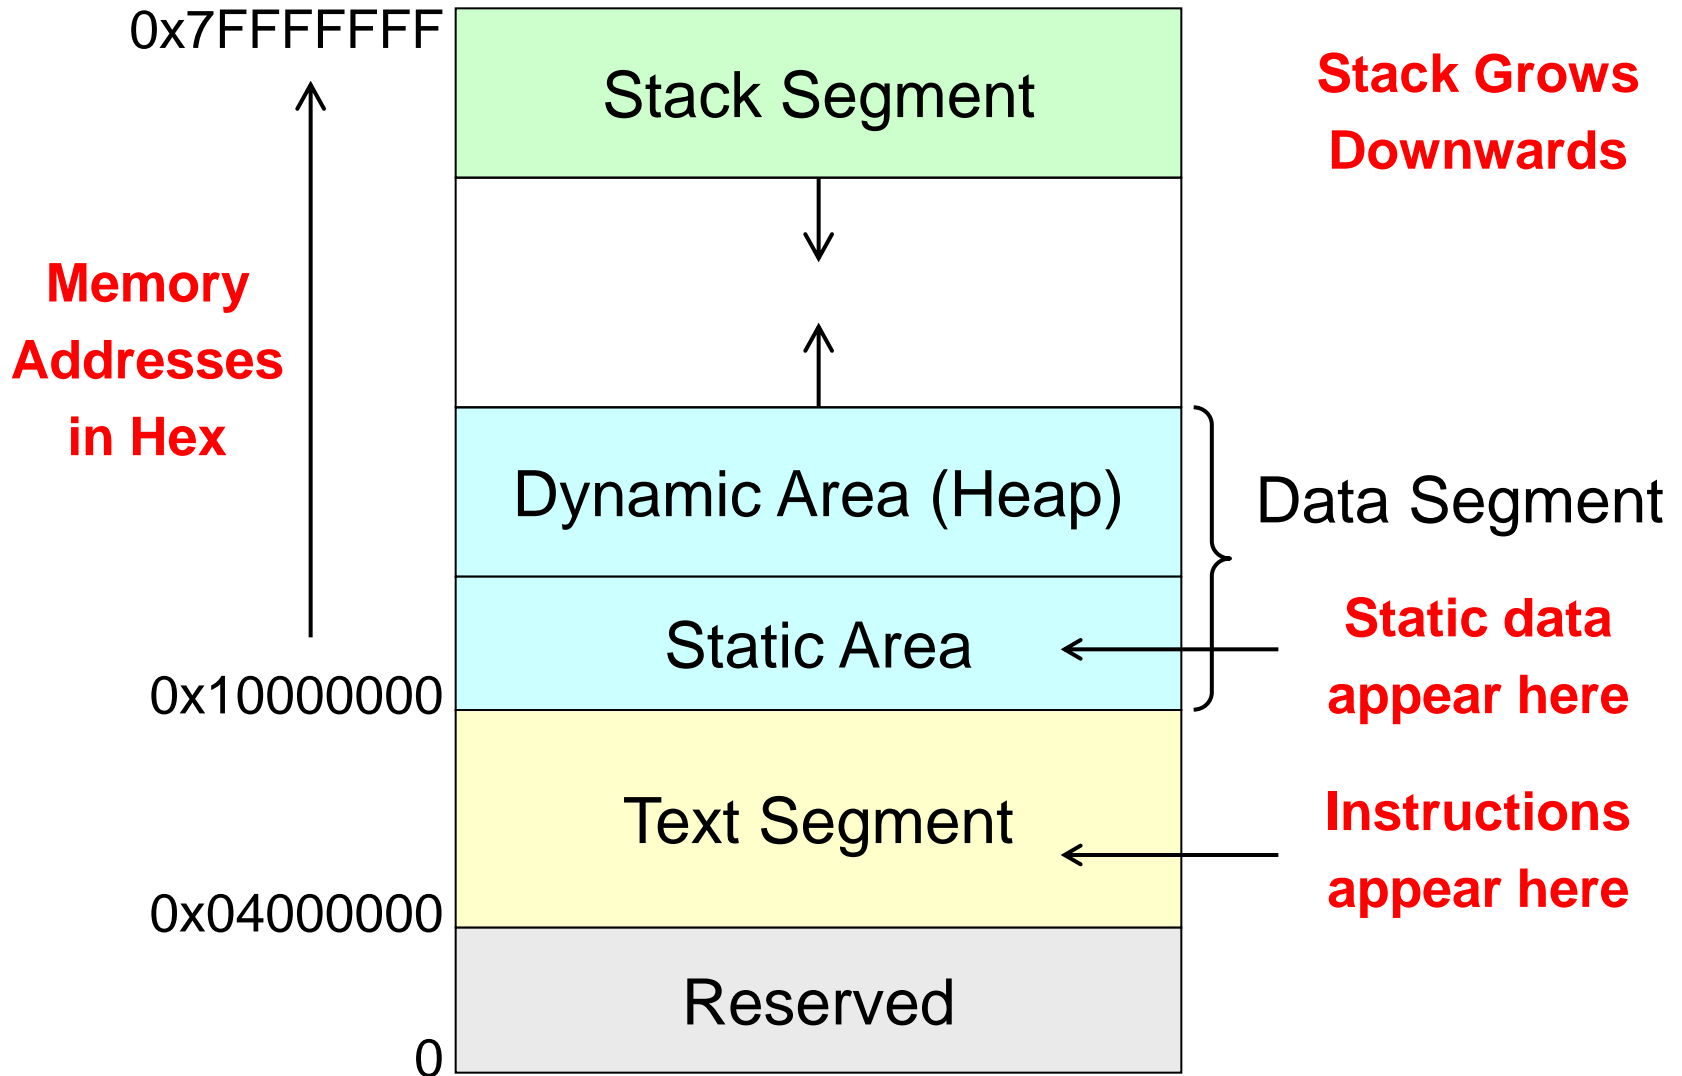 0x7FFFFFFF
Stack Segment
Stack Grows
Downwards
Memory
Addresses
in Hex
Dynamic Area (Heap)
Data Segment
Static Area
Static data
appear here
0x10000000
Text Segment
Instructions
appear here
0x04000000
Reserved
0